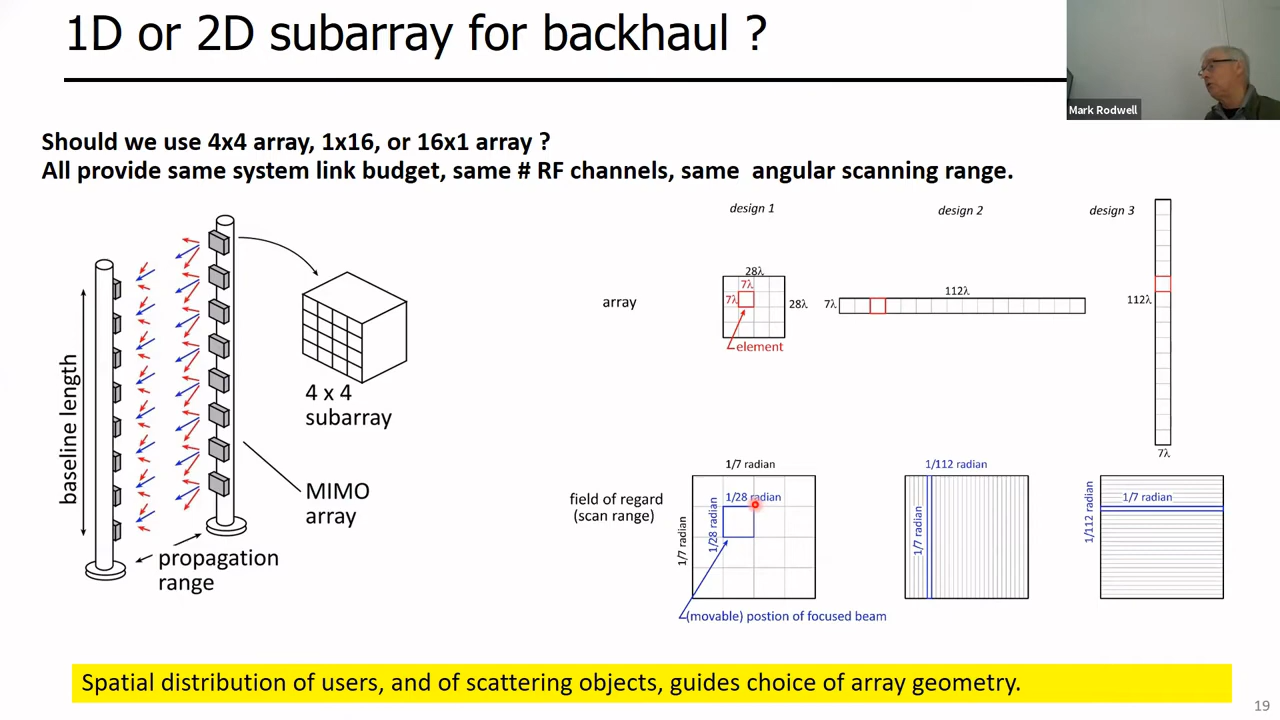 1D or 2D subarray for backhaul ?
Mark Rodwell
Should we use 4x4 array, 1x16, or 16x1 array ?
All provide same system link budget, same # RF channels, same angular scanning range.
design 1
design 2
design 3
array
28λ
7λ
7λ
28λ
element
7λ
112λ
112λ
7λ
baseline length
4 x 4
subarray
MIMO
array
propagation
range
field of regard
(scan range)
1/7 radian
1/7 radian
1/28 radian
1/28 radian
(movable) postion of focused beam
1/112 radian
1/7 radian
1/112 radian
1/7 radian
Spatial distribution of users, and of scattering objects, guides choice of array geometry.
19